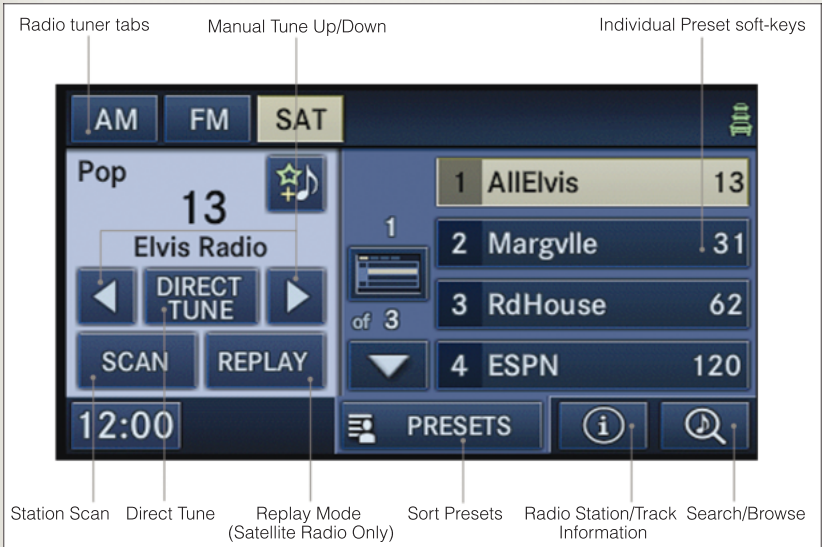 Radio tuner tabs
Manual Tune Up/Down
Individual Preset soft-keys
AM
FM
SAT
Pop
13
Elvis Radio
DIRECT
TUNE
SCAN
REPLAY
12:00
1
of 3
1 AllElvis 13
2 Margvlle 31
3 RdHouse 62
4 ESPN 120
PRESETS
i
Station Scan
Direct Tune
Replay Mode
(Satellite Radio Only)
Sort Presets
Radio Station/Track
Information
Search/Browse